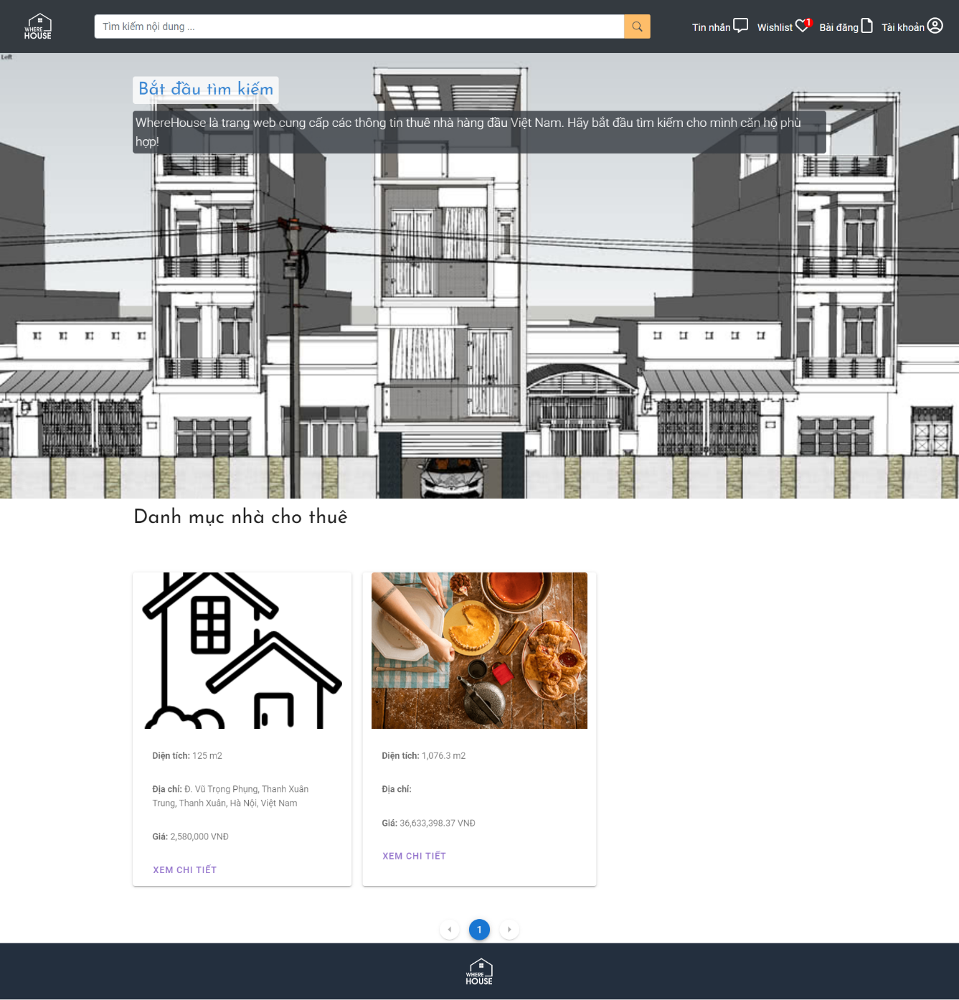 WHERE
HOUSE
Tìm kiếm nội dung ...
Tin nhắn
Wishlist
1
Bài đăng
Tài khoản
Left
Bắt đầu tìm kiếm
WhereHouse là trang web cung cấp các thông tin thuê nhà hàng đầu Việt Nam. Hãy bắt đầu tìm kiếm cho mình căn hộ phù
hợp!
Danh mục nhà cho thuê
Diện tích: 125 m2
Địa chỉ: Đ. Vũ Trọng Phụng, Thanh Xuân
Trung, Thanh Xuân, Hà Nội, Việt Nam
Giá: 2,580,000 VNĐ
XEM CHI TIẾT
Diện tích: 1,076.3 m2
Địa chỉ:
Giá: 36,633,398.37 VNĐ
XEM CHI TIẾT
1
WHERE
HOUSE